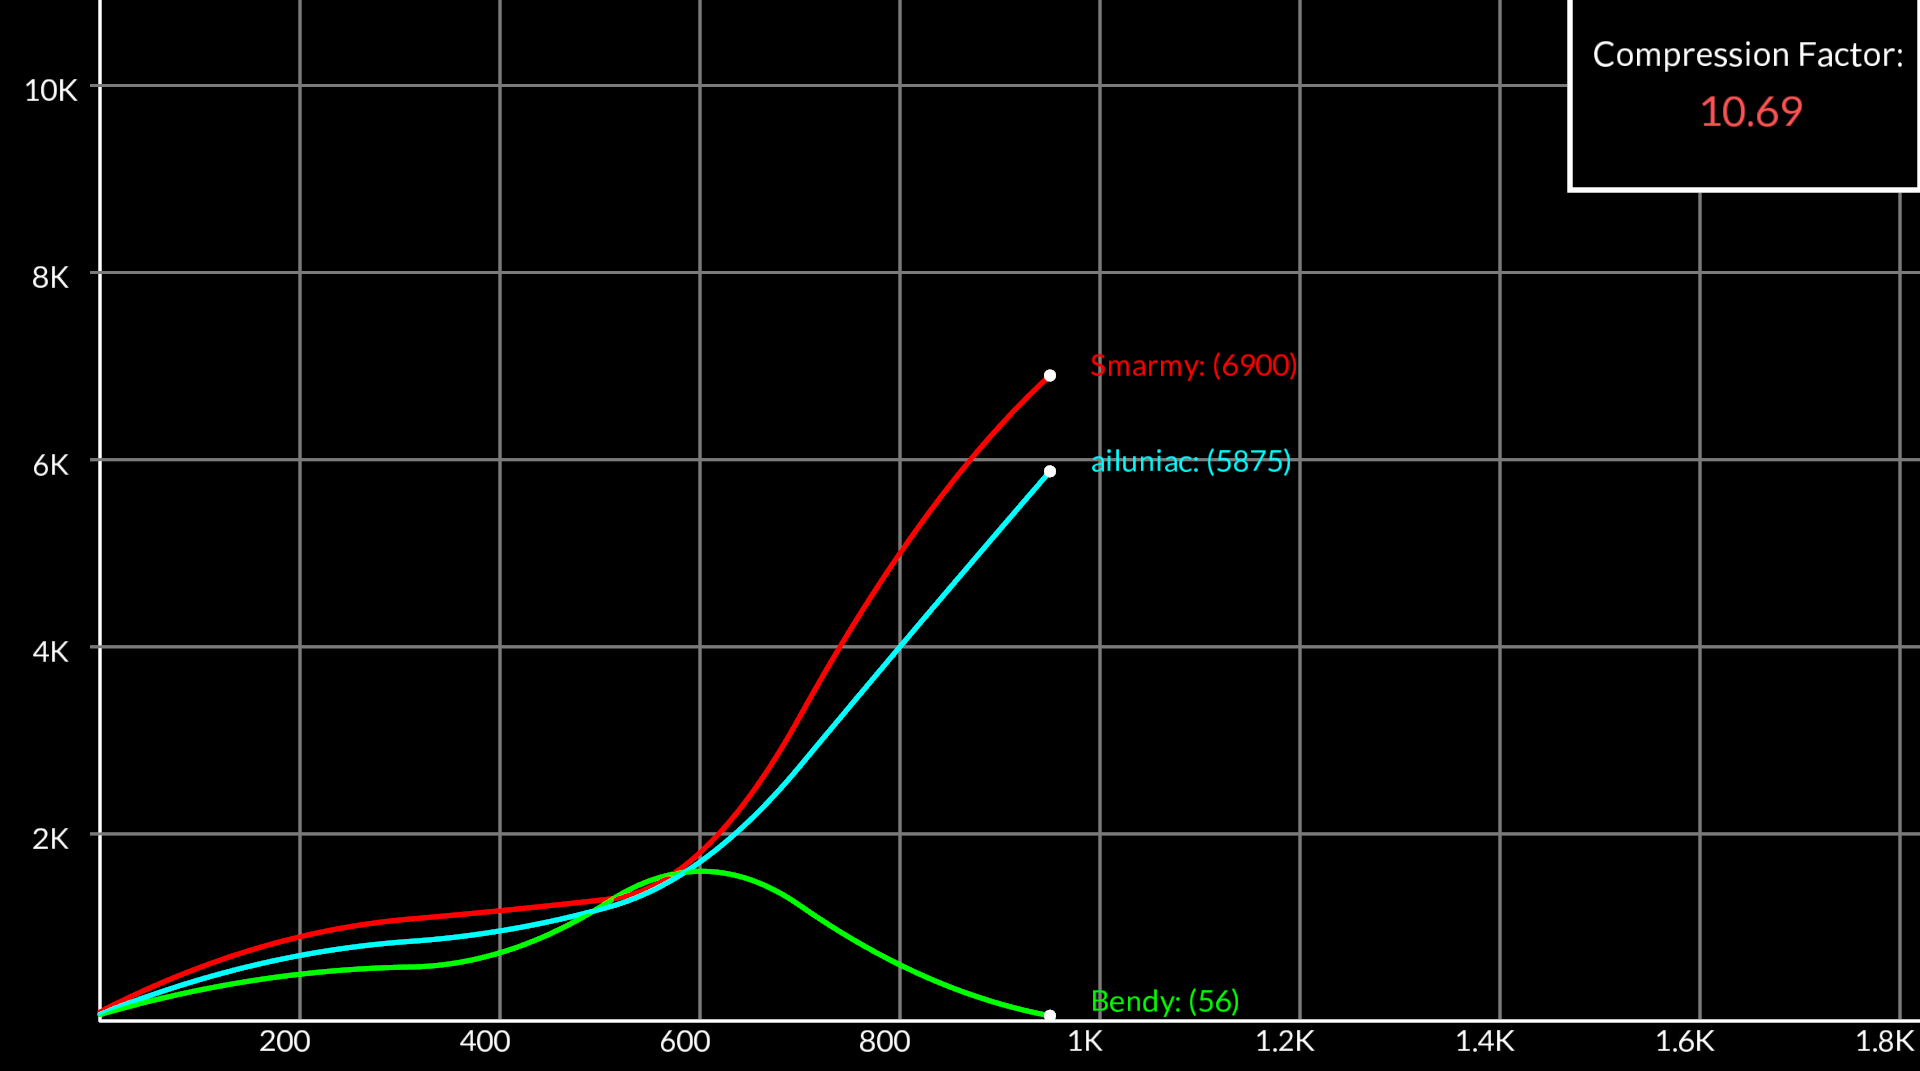 Compression Factor:
10.69
10K
8K
6K
4K
2K
Smarmy: (6900)
ailuniac: (5875)
Bendy: (56)
200 400 600 800 1K 1.2K 1.4K 1.6K 1.8K